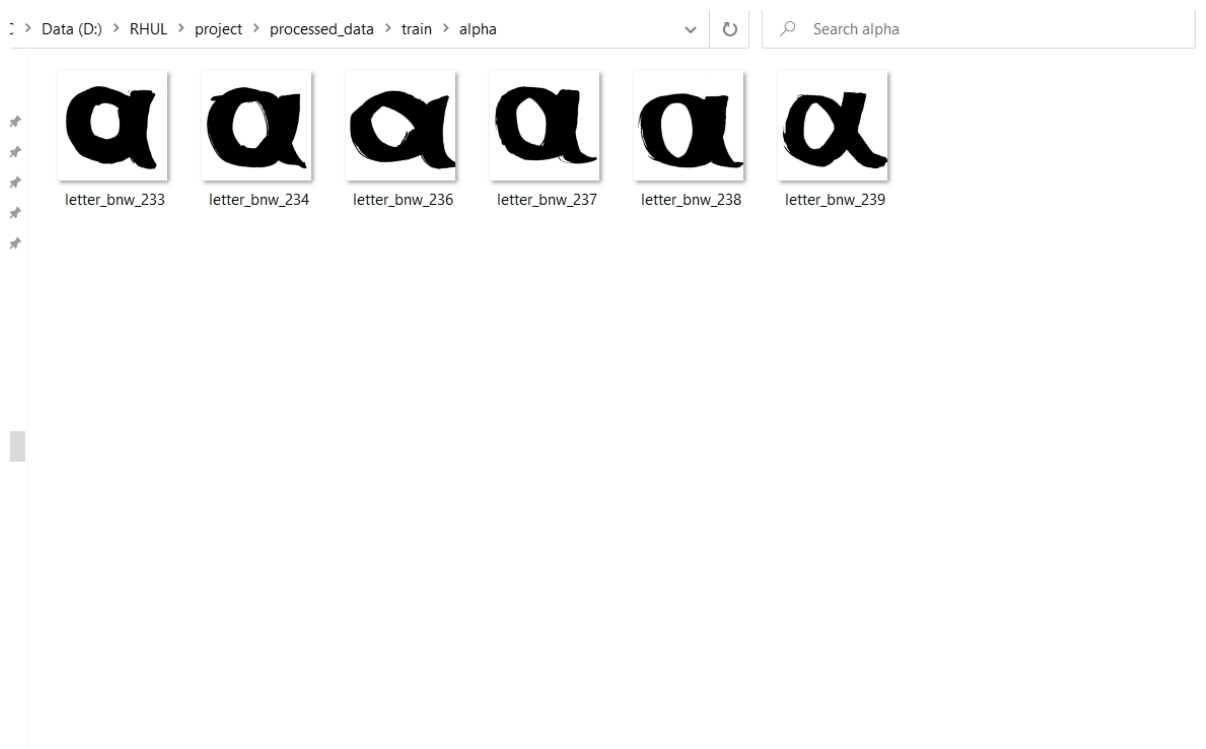 Data (D:) > RHUL > project > processed_data > train > alpha
Search alpha
α α α α α α
letter_bnw_233 letter_bnw_234 letter_bnw_236 letter_bnw_237 letter_bnw_238 letter_bnw_239